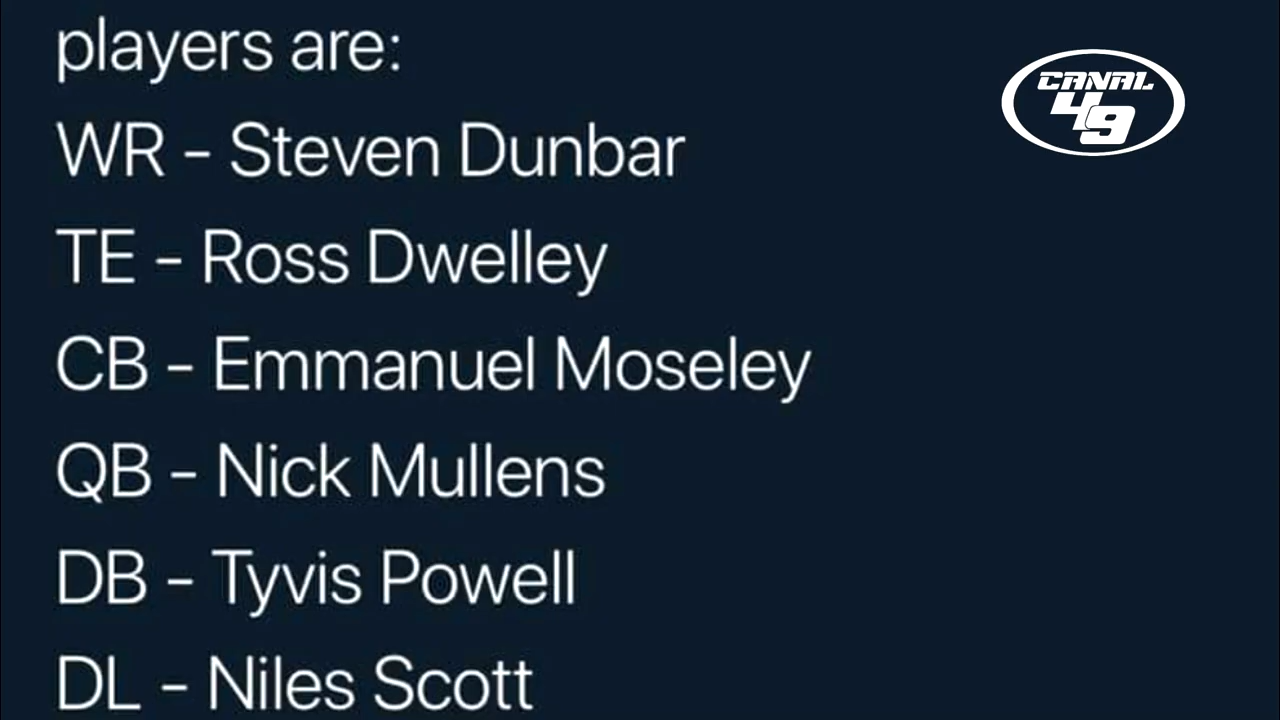 players are:
WR - Steven Dunbar
TE - Ross Dwelley
CB - Emmanuel Moseley
QB - Nick Mullens
DB - Tyvis Powell
DL - Niles Scott
CANAL
49